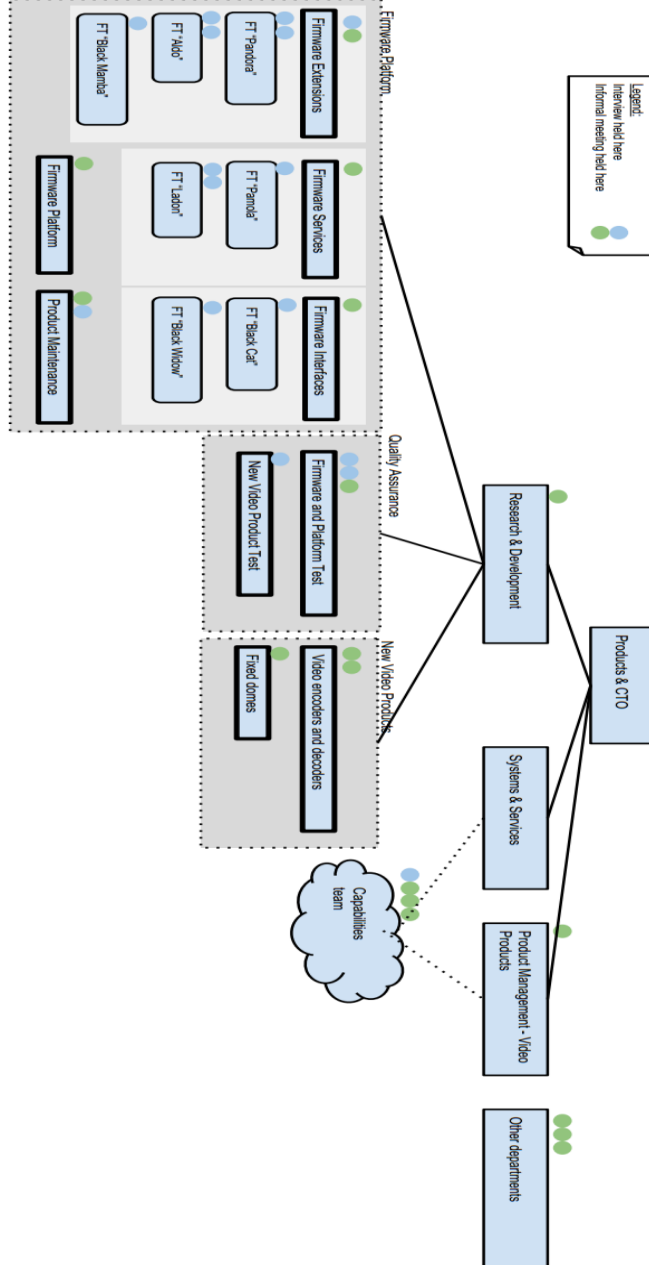 Legend:
Interview held here
Informal meeting held here
Products & CTO
Research & Development
Systems & Services
Product Management - Video
Products
Other departments
Capabilities
team
Firmware Platform
Firmware Extensions
FT "Pandora"
FT "Aldo"
FT "Black Mamba"
Firmware Services
FT "Pamola"
FT "Ladon"
Firmware Interfaces
FT "Black Cat"
FT "Black Widow"
Firmware Platform
Product Maintenance
Quality Assurance
Firmware and Platform Test
New Video Product Test
New Video Products
Video encoders and decoders
Fixed domes